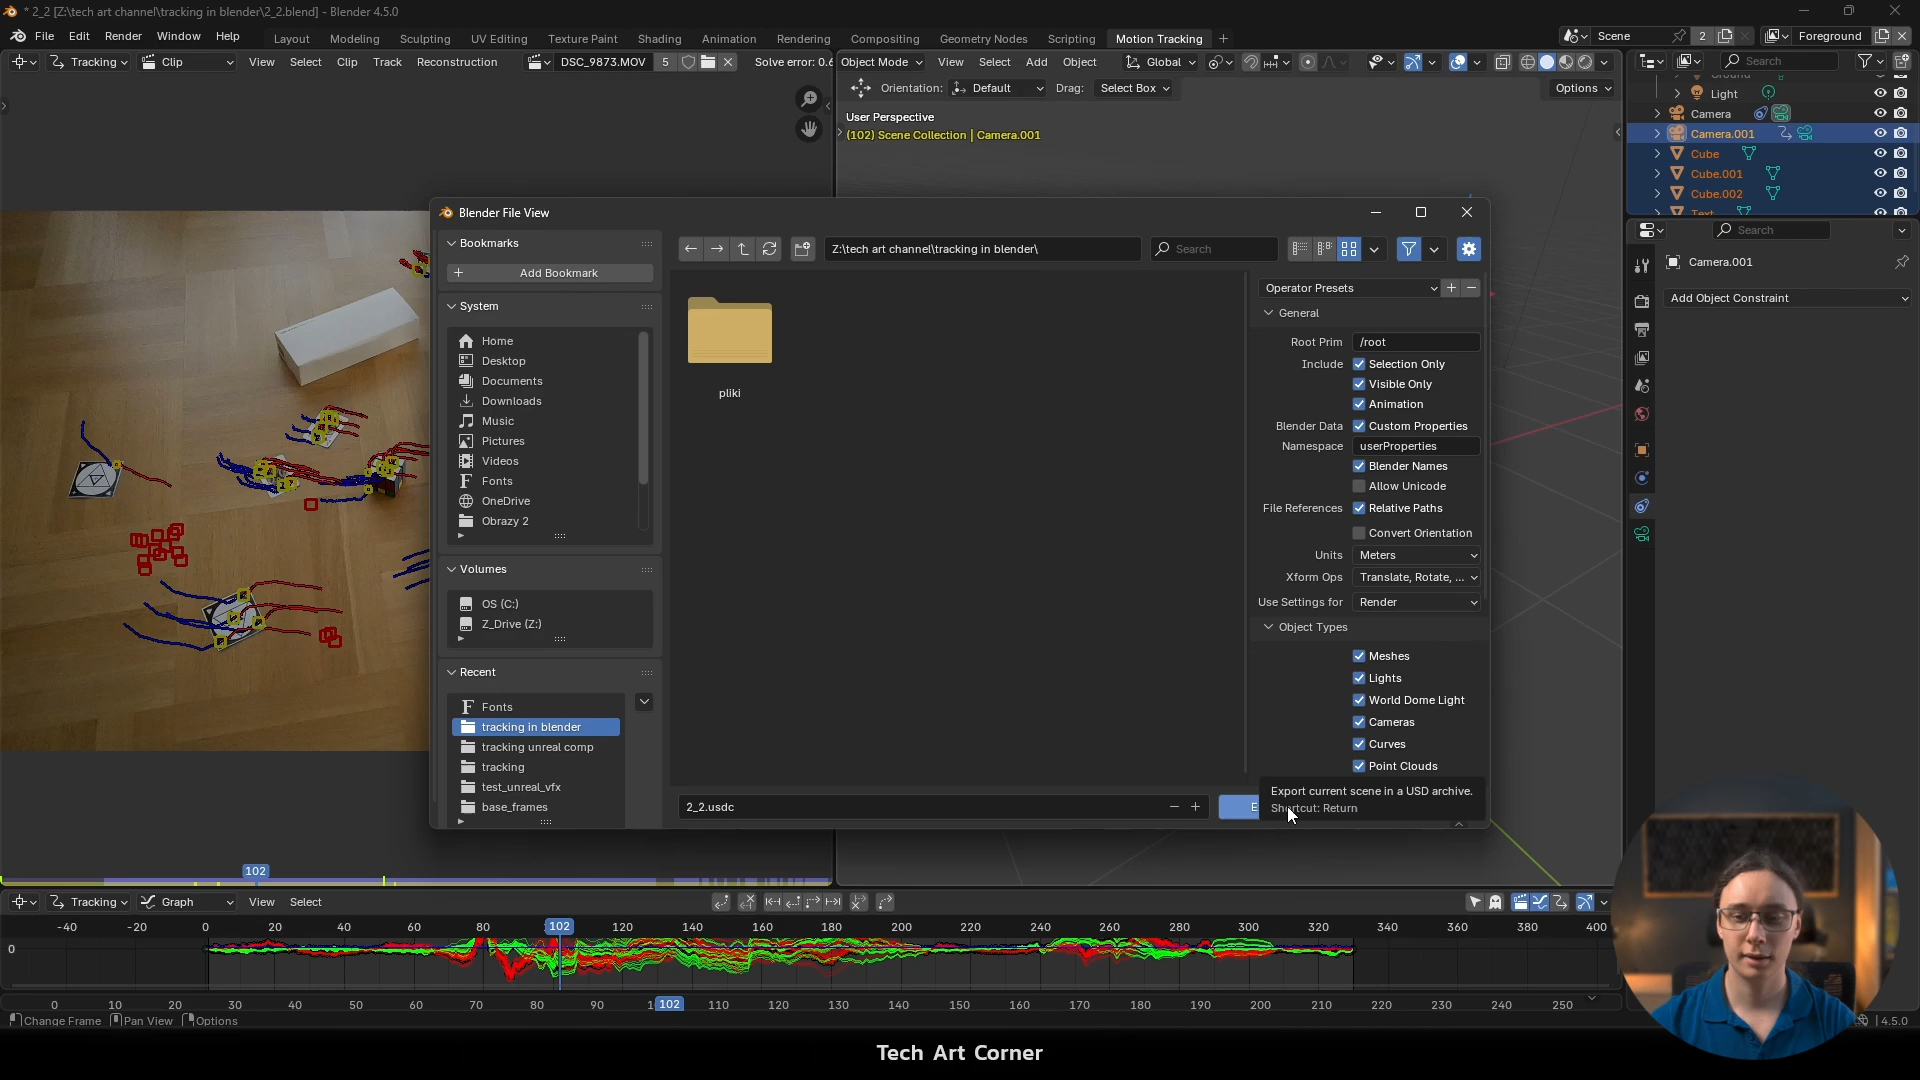 * 2_2 [Z:\tech art channel\tracking in blender\2_2.blend] - Blender 4.5.0
File Edit Render Window Help
Layout Modeling Sculpting UV Editing Texture Paint Shading Animation Rendering Compositing Geometry Nodes Scripting Motion Tracking +
Scene 2
Foreground
Tracking Clip View Select Clip Track Reconstruction DSC_9873.MOV 5 Solve error: 0.6
Object Mode View Select Add Object Global
Orientation: Default Drag: Select Box Options
User Perspective
(102) Scene Collection | Camera.001
Search
Light
Camera
Camera.001
Cube
Cube.001
Cube.002
Text
Search
Camera.001
Add Object Constraint
Blender File View
Bookmarks
Add Bookmark
System
Home
Desktop
Documents
Downloads
Music
Pictures
Videos
Fonts
OneDrive
Obrazy 2
Volumes
OS (C:)
Z_Drive (Z:)
Recent
Fonts
tracking in blender
tracking unreal comp
tracking
test_unreal_vfx
base_frames
Z:\tech art channel\tracking in blender\
Search
pliki
Operator Presets
General
Root Prim /root
Include Selection Only
Visible Only
Animation
Blender Data Custom Properties
Namespace userProperties
Blender Names
Allow Unicode
File References Relative Paths
Convert Orientation
Units Meters
Xform Ops Translate, Rotate, ...
Use Settings for Render
Object Types
Meshes
Lights
World Dome Light
Cameras
Curves
Point Clouds
2_2.usdc
Export current scene in a USD archive.
Shortcut: Return
102
Tracking Graph View Select
-40 -20 0 20 40 60 80 102 120 140 160 180 200 220 240 260 280 300 320 340 360 380 400
0
0 10 20 30 40 50 60 70 80 90 102 110 120 130 140 150 160 170 180 190 200 210 220 230 240 250
Change Frame Pan View Options
4.5.0
Tech Art Corner